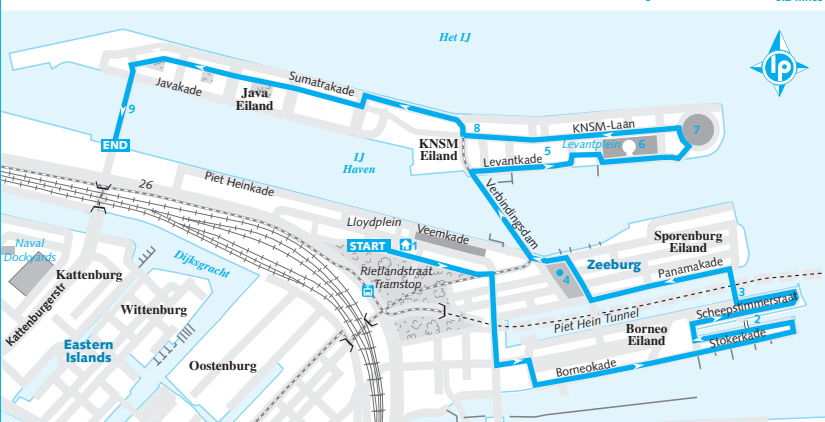 Het IJ
lp
Sumatrakade
Javakade
Java
Eiland
9
8
KNSM-Laan
7
END
KNSM
Eiland
5
Levantplein
6
IJ
Haven
Levantkade
26
Piet Heinkade
Verbindingsdam
Lloydplein
Veemkade
START
1
Sporenburg
Eiland
Naval
Dockyards
Dijksgracht
Rietlandstraat
Tramstop
Zeeburg
4
Panamakade
Kattenburg
3
Scheepstimmerstraat
Kattenburgerstr
Wittenburg
Piet Hein Tunnel
Borneo
Eiland
2
Stokerkade
Eastern
Islands
Oostenburg
Borneokade